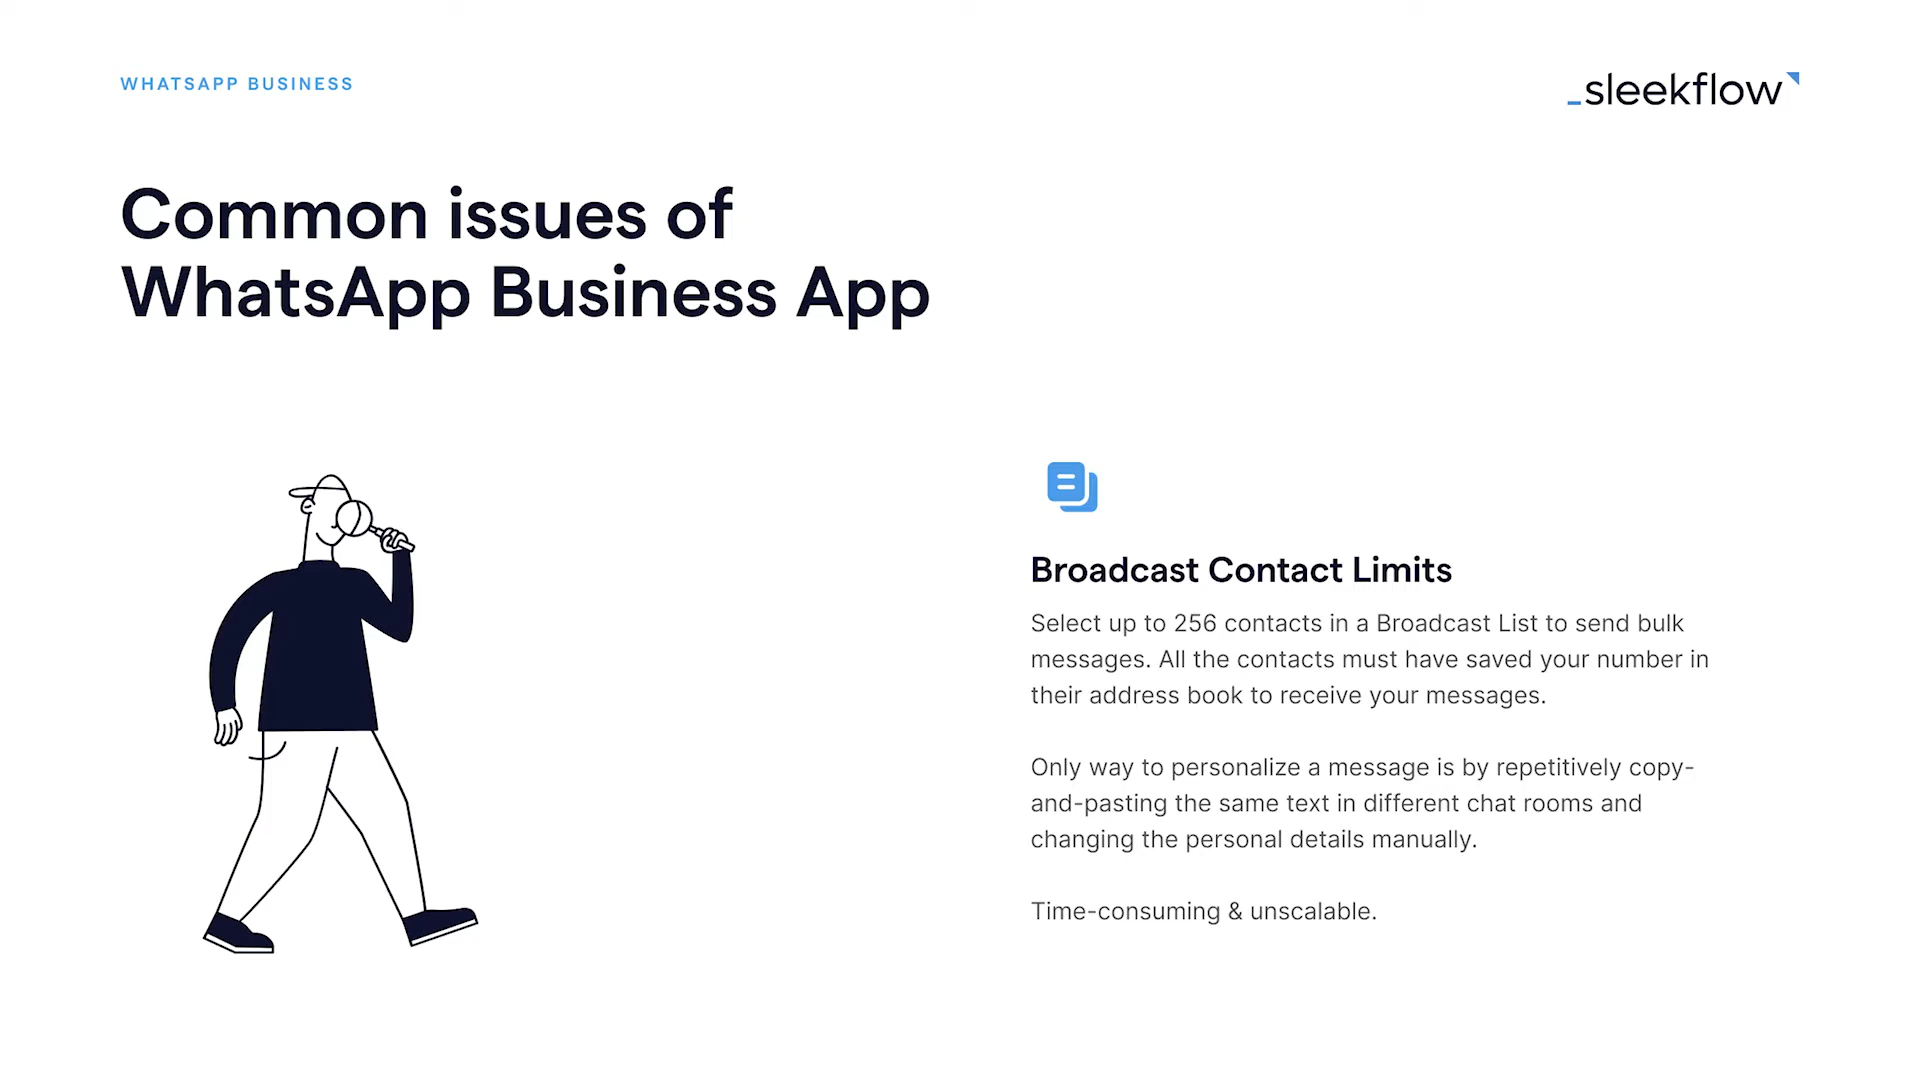 WHATSAPP BUSINESS
_sleekflow
Common issues of
WhatsApp Business App
Broadcast Contact Limits
Select up to 256 contacts in a Broadcast List to send bulk
messages. All the contacts must have saved your number in
their address book to receive your messages.
Only way to personalize a message is by repetitively copy-
and-pasting the same text in different chat rooms and
changing the personal details manually.
Time-consuming & unscalable.